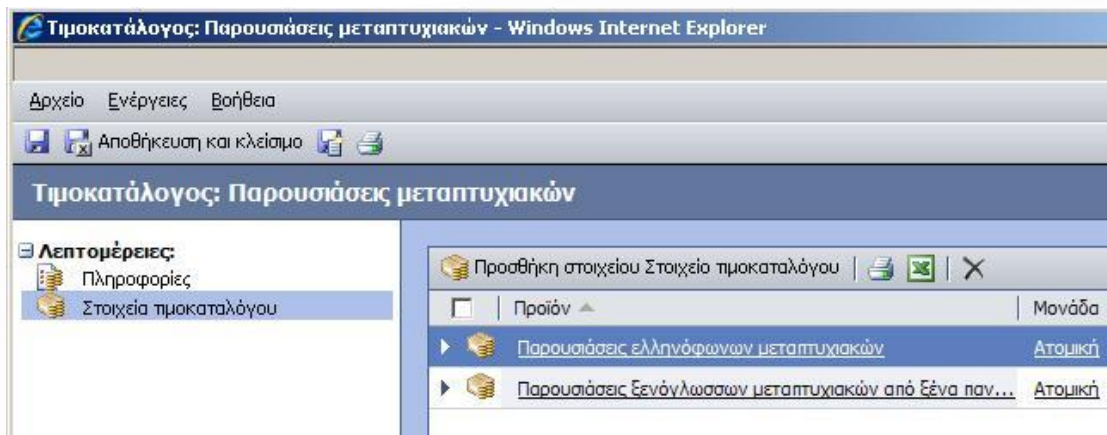 Τιμοκατάλογος: Παρουσιάσεις μεταπτυχιακών - Windows Internet Explorer
Αρχείο Ενέργειες Βοήθεια
Αποθήκευση και κλείσιμο
Τιμοκατάλογος: Παρουσιάσεις μεταπτυχιακών
Λεπτομέρειες:
Πληροφορίες
Στοιχεία τιμοκαταλόγου
Προσθήκη στοιχείου Στοιχείο τιμοκαταλόγου
Προϊόν Μονάδα
Παρουσιάσεις ελληνόφωνων μεταπτυχιακών Ατομική
Παρουσιάσεις ξενόγλωσσων μεταπτυχιακών από ξένα παν... Ατομική